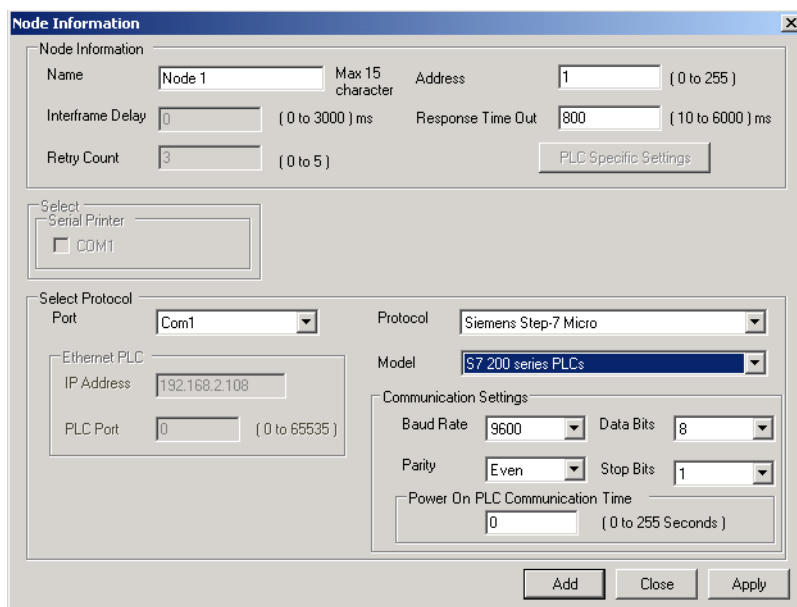 Node Information
Node Information
Name Node 1 Max 15 character Address 1 ( 0 to 255 )
Interframe Delay 0 ( 0 to 3000 ) ms Response Time Out 800 ( 10 to 6000 ) ms
Retry Count 3 ( 0 to 5 ) PLC Specific Settings
Select
Serial Printer
COM1
Select Protocol
Port Com1 Protocol Siemens Step-7 Micro
Ethernet PLC Model S7 200 series PLCs
IP Address 192.168.2.108 Communication Settings
PLC Port 0 ( 0 to 65535 ) Baud Rate 9600 Data Bits 8
Parity Even Stop Bits 1
Power On PLC Communication Time
0 ( 0 to 255 Seconds )
Add Close Apply